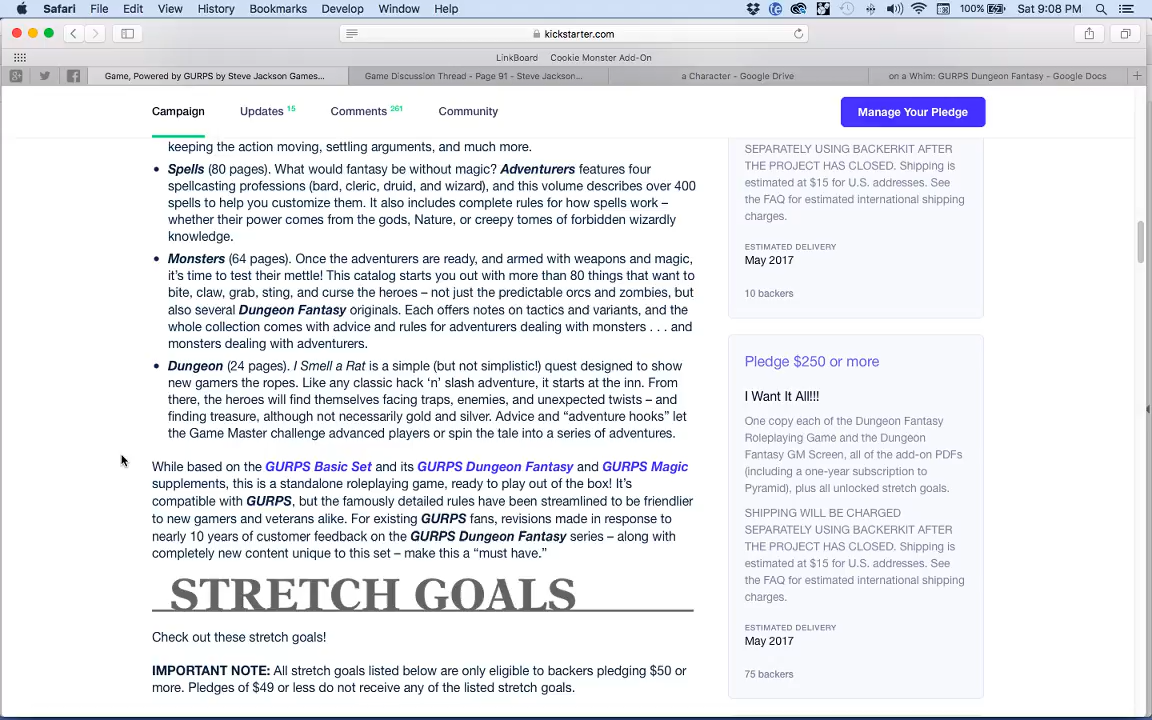 Safari File Edit View History Bookmarks Develop Window Help 100% Sat 9:08 PM
kickstarter.com
LinkBoard Cookie Monster Add-On
Game, Powered by GURPS by Steve Jackson Games... Game Discussion Thread - Page 91 - Steve Jackson... a Character - Google Drive on a Whim: GURPS Dungeon Fantasy - Google Docs
Campaign Updates 15 Comments 261 Community Manage Your Pledge
keeping the action moving, settling arguments, and much more.
• Spells (80 pages). What would fantasy be without magic? Adventurers features four
spellcasting professions (bard, cleric, druid, and wizard), and this volume describes over 400
spells to help you customize them. It also includes complete rules for how spells work –
whether their power comes from the gods, Nature, or creepy tomes of forbidden wizardly
knowledge.
• Monsters (64 pages). Once the adventurers are ready, and armed with weapons and magic,
it's time to test their mettle! This catalog starts you out with more than 80 things that want to
bite, claw, grab, sting, and curse the heroes – not just the predictable orcs and zombies, but
also several Dungeon Fantasy originals. Each offers notes on tactics and variants, and the
whole collection comes with advice and rules for adventurers dealing with monsters . . . and
monsters dealing with adventurers.
• Dungeon (24 pages). I Smell a Rat is a simple (but not simplistic!) quest designed to show
new gamers the ropes. Like any classic hack 'n' slash adventure, it starts at the inn. From
there, the heroes will find themselves facing traps, enemies, and unexpected twists – and
finding treasure, although not necessarily gold and silver. Advice and “adventure hooks” let
the Game Master challenge advanced players or spin the tale into a series of adventures.
While based on the GURPS Basic Set and its GURPS Dungeon Fantasy and GURPS Magic
supplements, this is a standalone roleplaying game, ready to play out of the box! It's
compatible with GURPS, but the famously detailed rules have been streamlined to be friendlier
to new gamers and veterans alike. For existing GURPS fans, revisions made in response to
nearly 10 years of customer feedback on the GURPS Dungeon Fantasy series – along with
completely new content unique to this set – make this a “must have.”
STRETCH GOALS
Check out these stretch goals!
IMPORTANT NOTE: All stretch goals listed below are only eligible to backers pledging $50 or
more. Pledges of $49 or less do not receive any of the listed stretch goals.
SEPARATELY USING BACKERKIT AFTER
THE PROJECT HAS CLOSED. Shipping is
estimated at $15 for U.S. addresses. See
the FAQ for estimated international shipping
charges.
ESTIMATED DELIVERY
May 2017
10 backers
Pledge $250 or more
I Want It All!!!
One copy each of the Dungeon Fantasy
Roleplaying Game and the Dungeon
Fantasy GM Screen, all of the add-on PDFs
(including a one-year subscription to
Pyramid), plus all unlocked stretch goals.
SHIPPING WILL BE CHARGED
SEPARATELY USING BACKERKIT AFTER
THE PROJECT HAS CLOSED. Shipping is
estimated at $15 for U.S. addresses. See
the FAQ for estimated international shipping
charges.
ESTIMATED DELIVERY
May 2017
75 backers